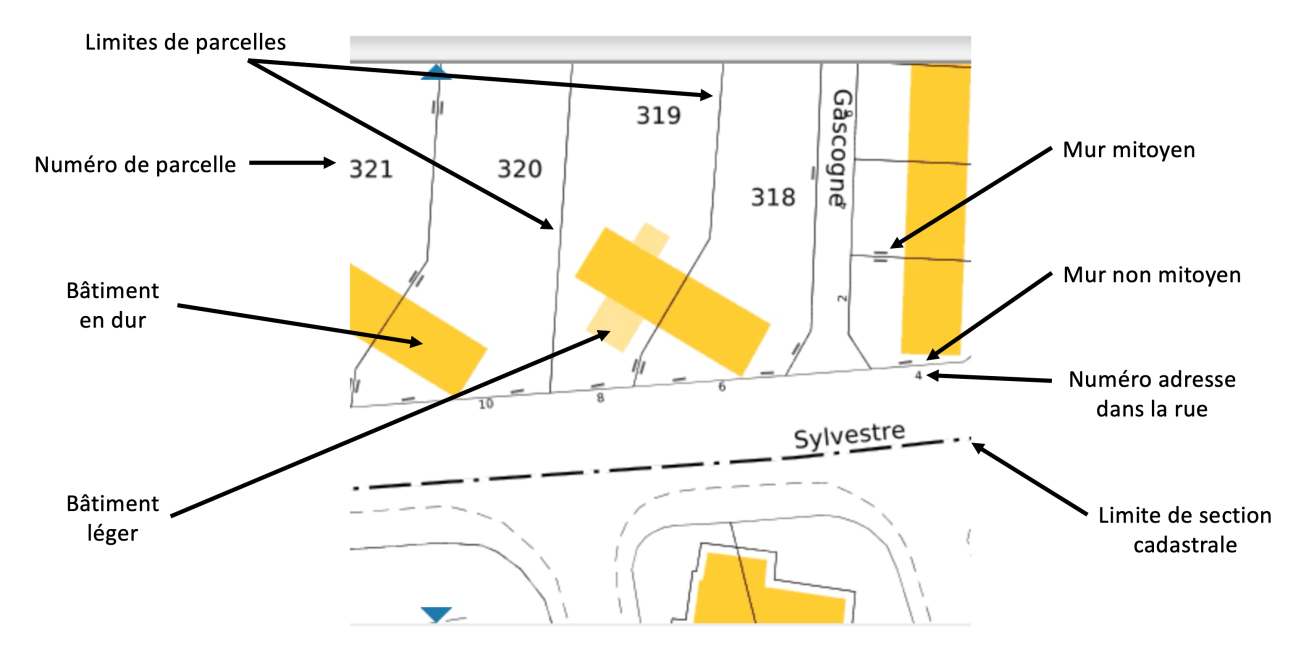 Limites de parcelles
319
Gascogne
Mur mitoyen
Numéro de parcelle
321
320
318
Mur non mitoyen
Bâtiment
en dur
2
Numéro adresse
dans la rue
10
8
6
4
Sylvestre
Bâtiment
léger
Limite de section
cadastrale